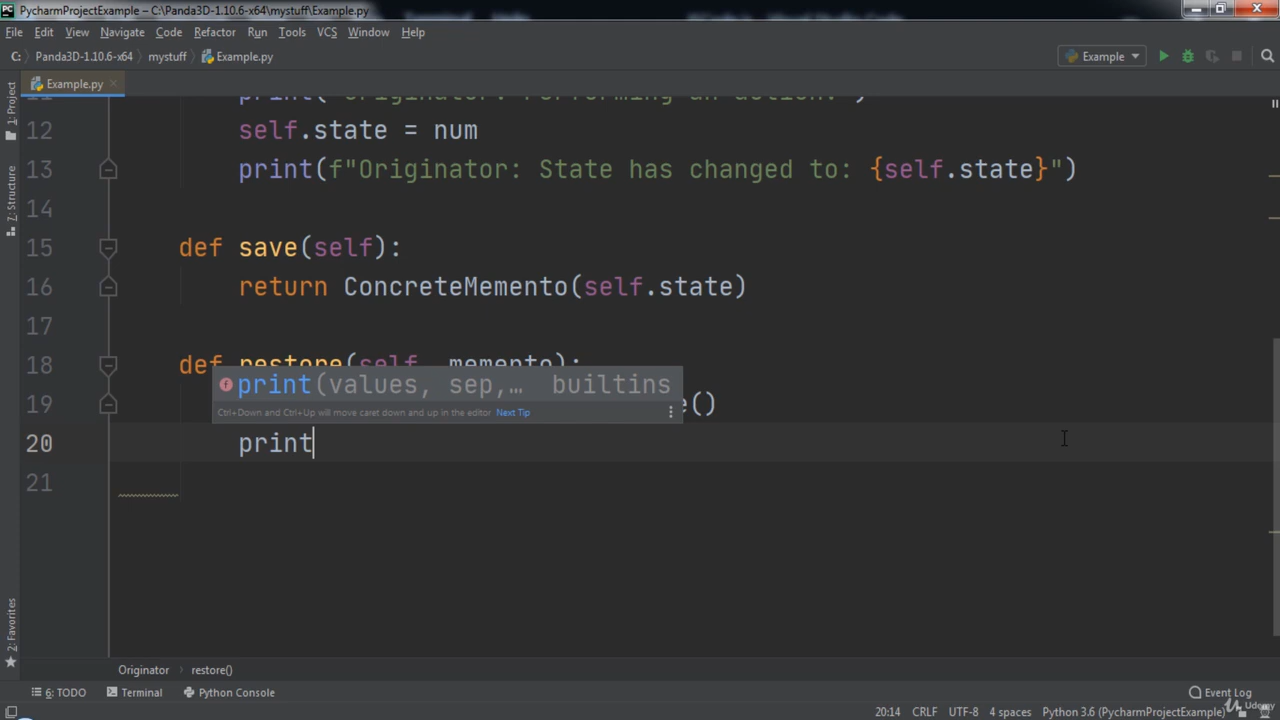 PycharmProjectExample – C:\Panda3D-1.10.6-x64\mystuff\Example.py
File Edit View Navigate Code Refactor Run Tools VCS Window Help
C: Panda3D-1.10.6-x64 mystuff Example.py Example
Example.py
1: Project
7: Structure
2: Favorites
12 self.state = num
13 print(f"Originator: State has changed to: {self.state}")
14
15 def save(self):
16 return ConcreteMemento(self.state)
17
18 def restore(self, memento):
print(values, sep,… builtins
19 e()
Ctrl+Down and Ctrl+Up will move caret down and up in the editor Next Tip
20 print
21
Originator restore()
6: TODO Terminal Python Console Event Log
20:14 CRLF UTF-8 4 spaces Python 3.6 (PycharmProjectExample)
Udemy